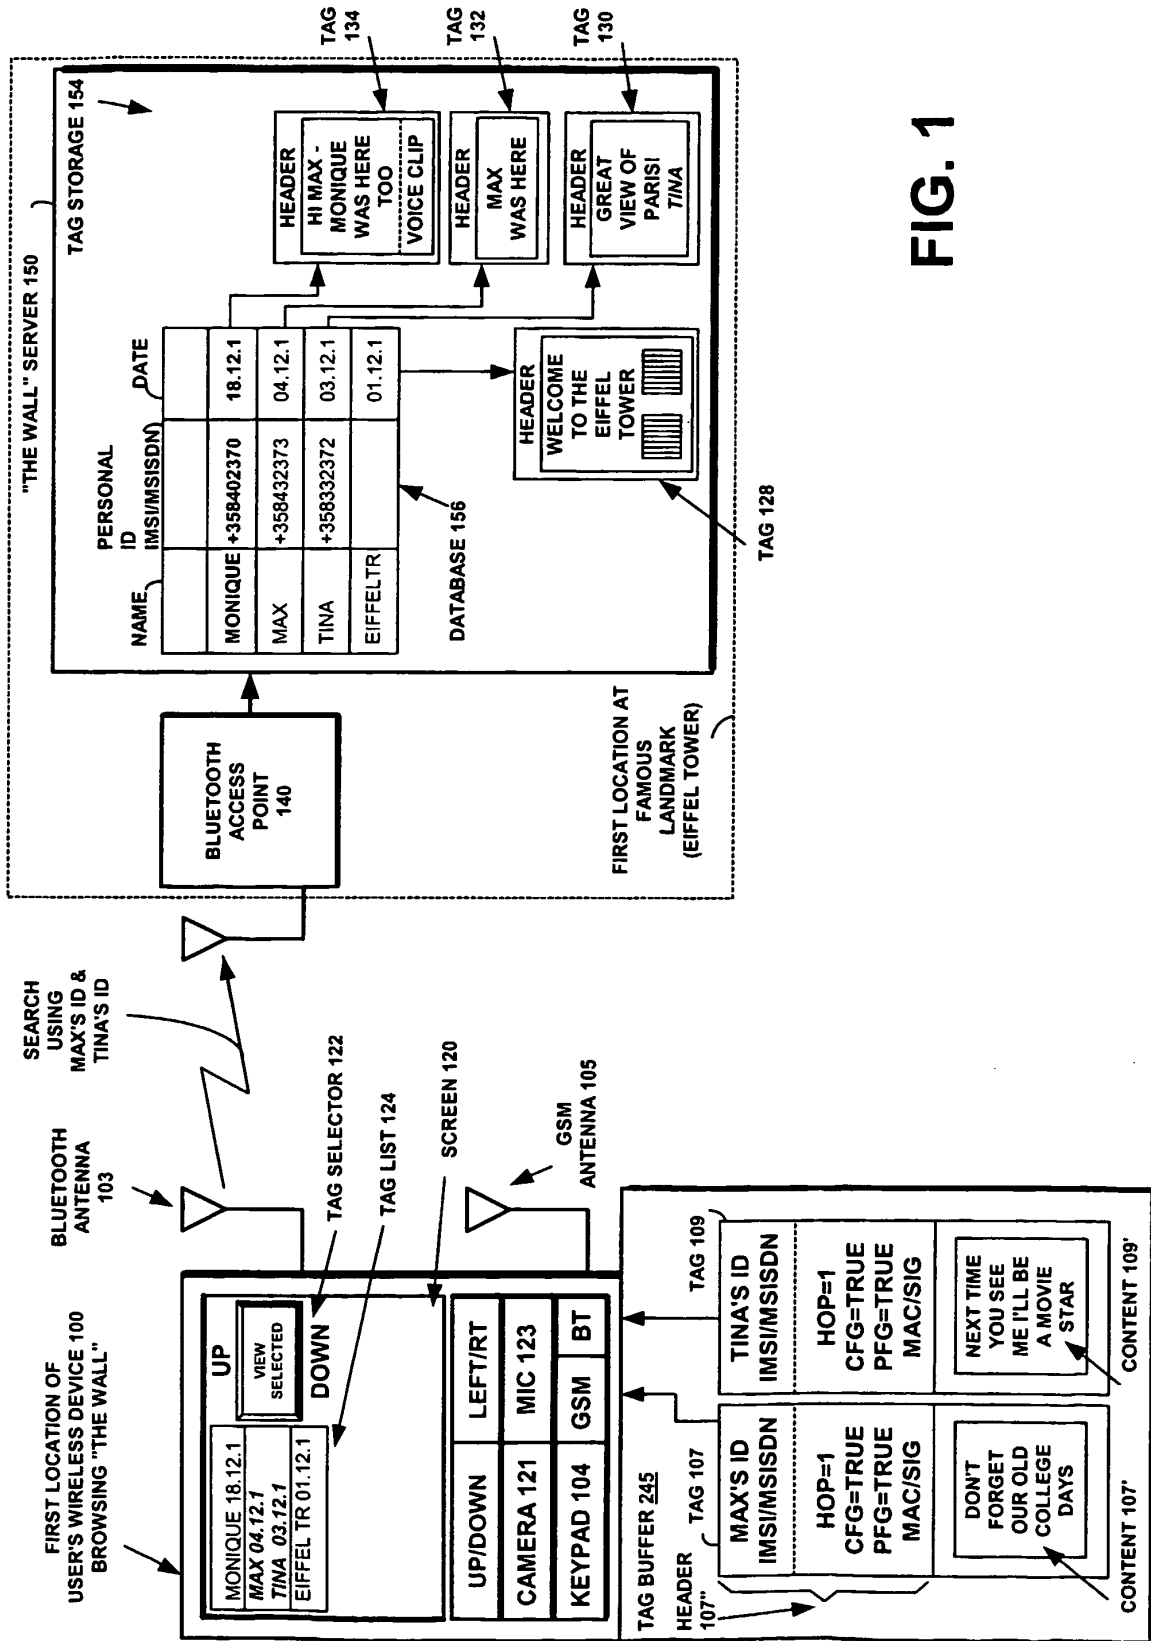 FIRST LOCATION OF
USER'S WIRELESS DEVICE 100
BROWSING "THE WALL"
MONIQUE 18.12.1
MAX 04.12.1
TINA 03.12.1
EIFFEL TR 01.12.1
UP
VIEW
SELECTED
DOWN
UP/DOWN
LEFT/RT
CAMERA 121
MIC 123
KEYPAD 104
GSM
BT
BLUETOOTH
ANTENNA
103
SEARCH
USING
MAX'S ID &
TINA'S ID
TAG SELECTOR 122
TAG LIST 124
SCREEN 120
GSM
ANTENNA 105
TAG BUFFER 245
HEADER
107"
TAG 107
MAX'S ID
IMSI/MSISDN
HOP=1
CFG=TRUE
PFG=TRUE
MAC/SIG
DON'T
FORGET
OUR OLD
COLLEGE
DAYS
CONTENT 107'
TAG 109
TINA'S ID
IMSI/MSISDN
HOP=1
CFG=TRUE
PFG=TRUE
MAC/SIG
NEXT TIME
YOU SEE
ME I'LL BE
A MOVIE
STAR
CONTENT 109'
"THE WALL" SERVER 150
TAG STORAGE 154
BLUETOOTH
ACCESS
POINT
140
NAME
PERSONAL
ID
IMSI/MSISDN)
DATE
MONIQUE +358402370 18.12.1
MAX +358432373 04.12.1
TINA +358332372 03.12.1
EIFFELTR 01.12.1
DATABASE 156
HEADER
HI MAX -
MONIQUE
WAS HERE
TOO
VOICE CLIP
TAG
134
HEADER
MAX
WAS HERE
TAG
132
HEADER
GREAT
VIEW OF
PARISI
TINA
TAG
130
HEADER
WELCOME
TO THE
EIFFEL
TOWER
TAG 128
FIRST LOCATION AT
FAMOUS
LANDMARK
(EIFFEL TOWER)
FIG. 1